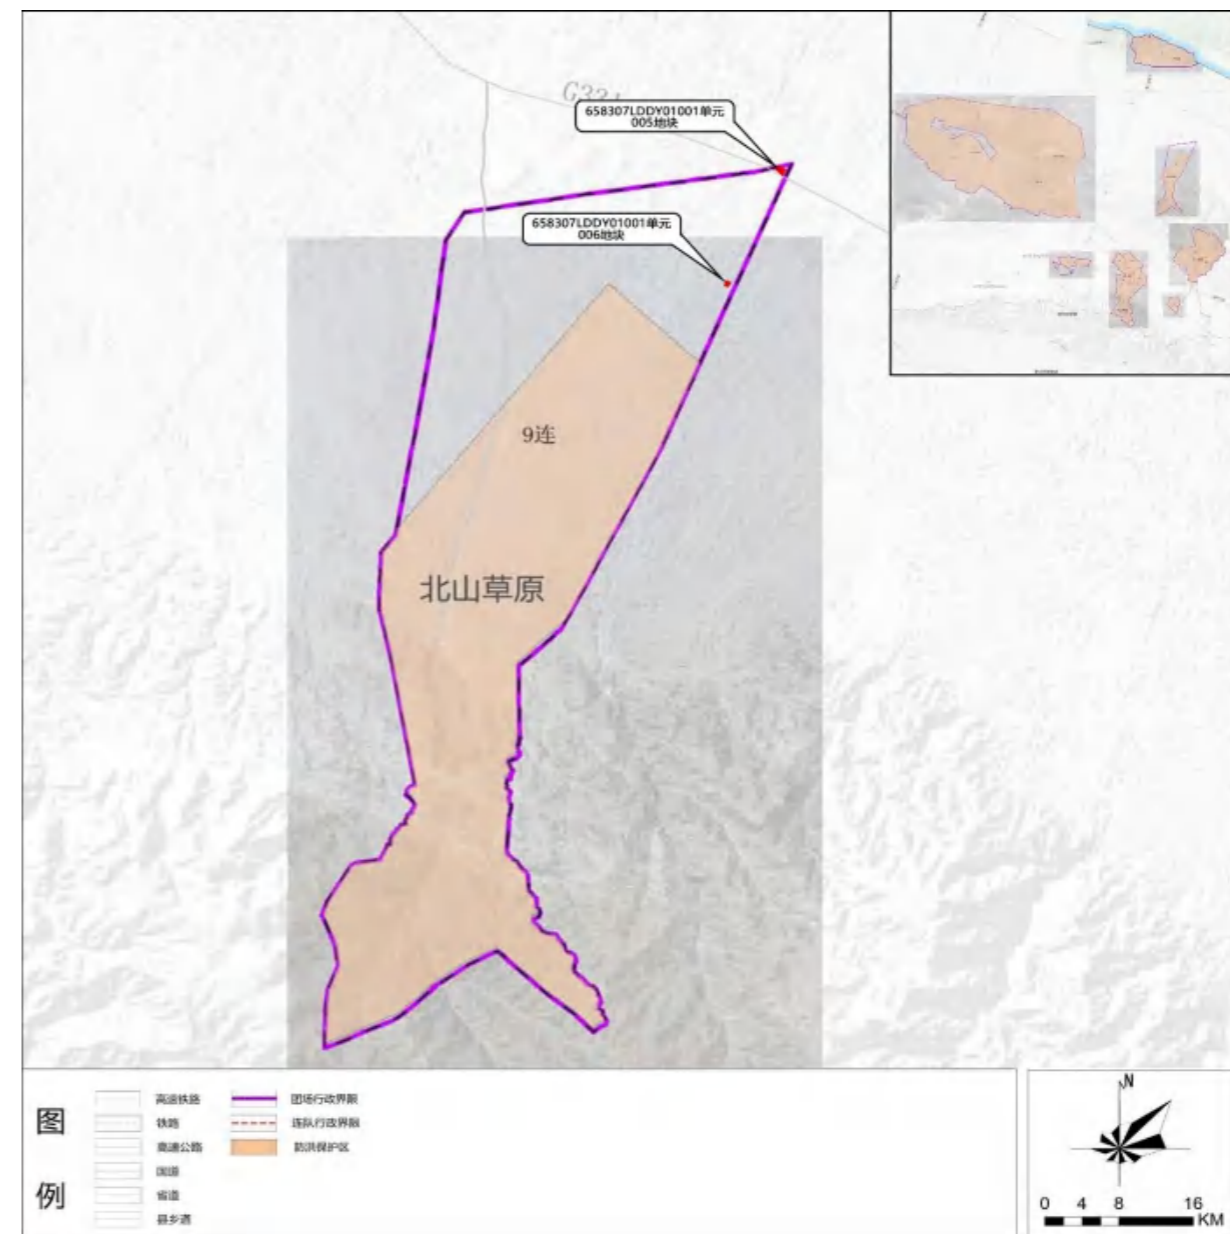 658307LDDY01001单元
005地块
658307LDDY01001单元
006地块
9连
北山草原
图
例
高速铁路
铁路
高速公路
国道
省道
县乡道
团场行政界限
连队行政界限
防洪保护区
N
0 4 8 16
KM